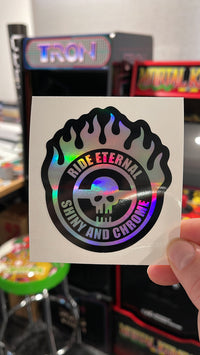 TRON
RIDE ETERNAL
SHINY AND CHROME